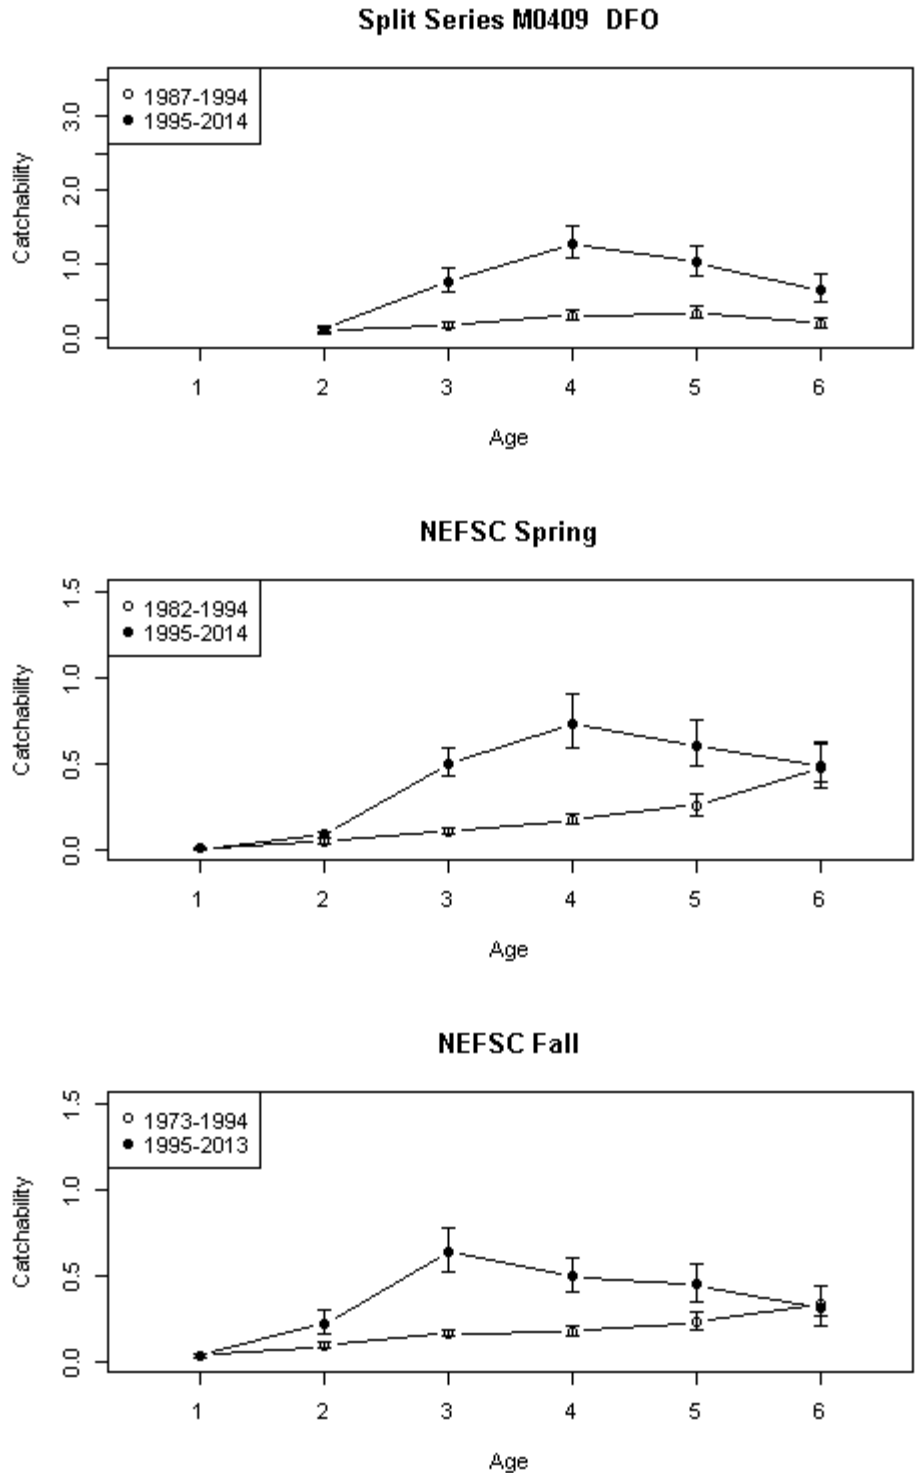 Split Series M0409 DFO
1987-1994
1995-2014
Catchability
3.0
2.0
1.0
0.0
1 2 3 4 5 6
Age
NEFSC Spring
1982-1994
1995-2014
Catchability
1.5
1.0
0.5
0.0
1 2 3 4 5 6
Age
NEFSC Fall
1973-1994
1995-2013
Catchability
1.5
1.0
0.5
0.0
1 2 3 4 5 6
Age